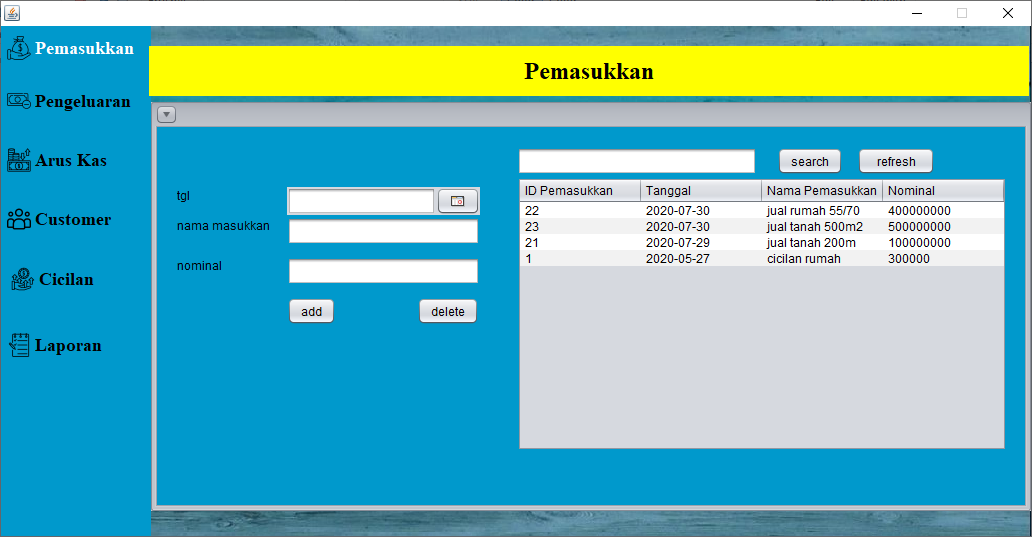 Pemasukkan
Pengeluaran
Arus Kas
Customer
Cicilan
Laporan
Pemasukkan
tgl
nama masukkan
nominal
add delete
search refresh
ID Pemasukkan Tanggal Nama Pemasukkan Nominal
22 2020-07-30 jual rumah 55/70 400000000
23 2020-07-30 jual tanah 500m2 500000000
21 2020-07-29 jual tanah 200m 100000000
1 2020-05-27 cicilan rumah 300000